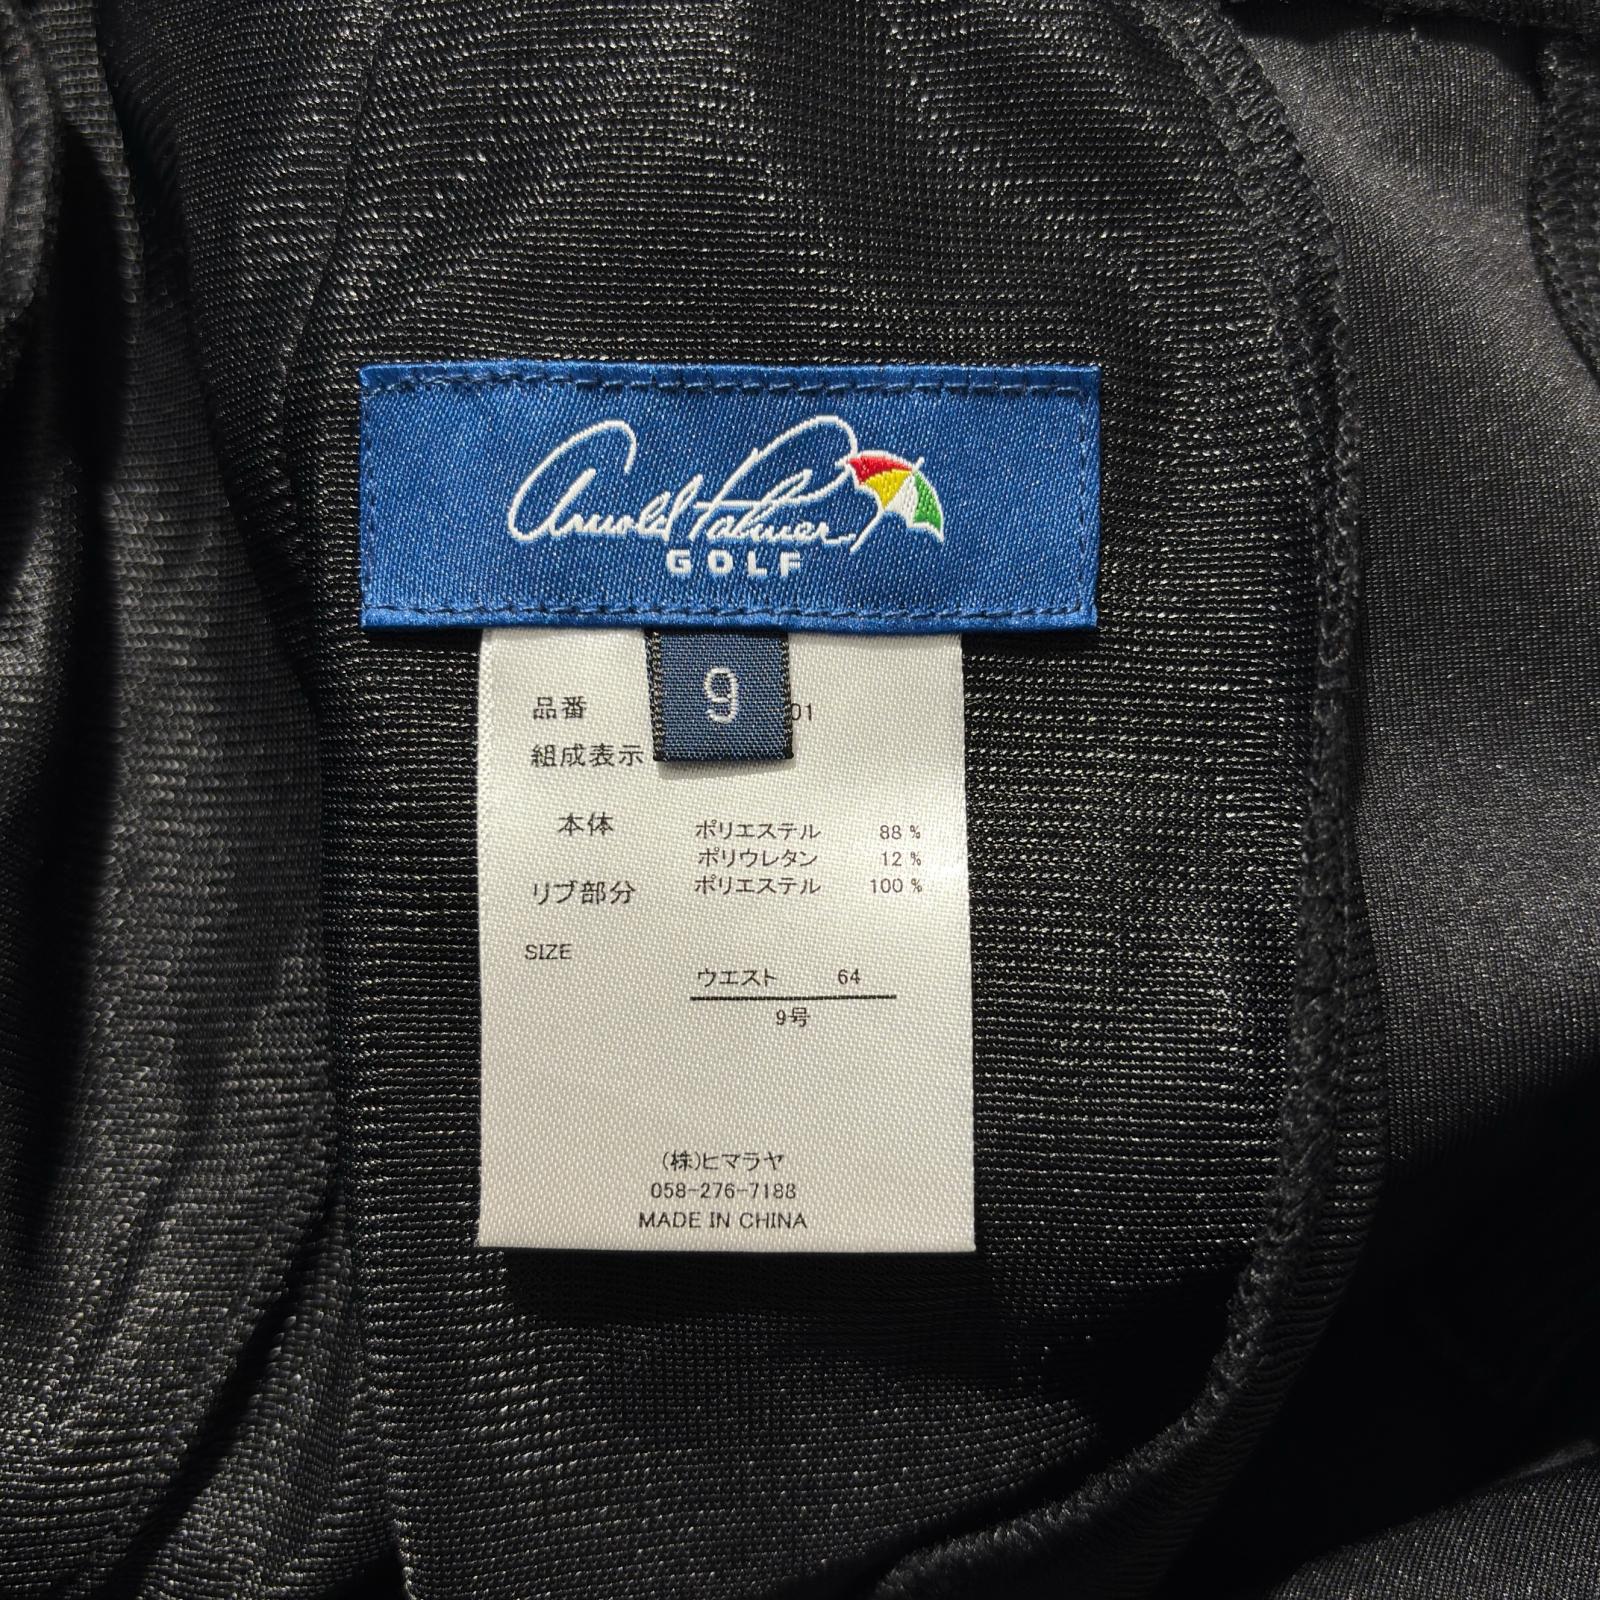 Arnold Palmer
GOLF
9
品番 01
組成表示
本体 ポリエステル 88 %
ポリウレタン 12 %
リブ部分 ポリエステル 100 %
SIZE
ウエスト 64
9号
(株)ヒマラヤ
058-276-7188
MADE IN CHINA